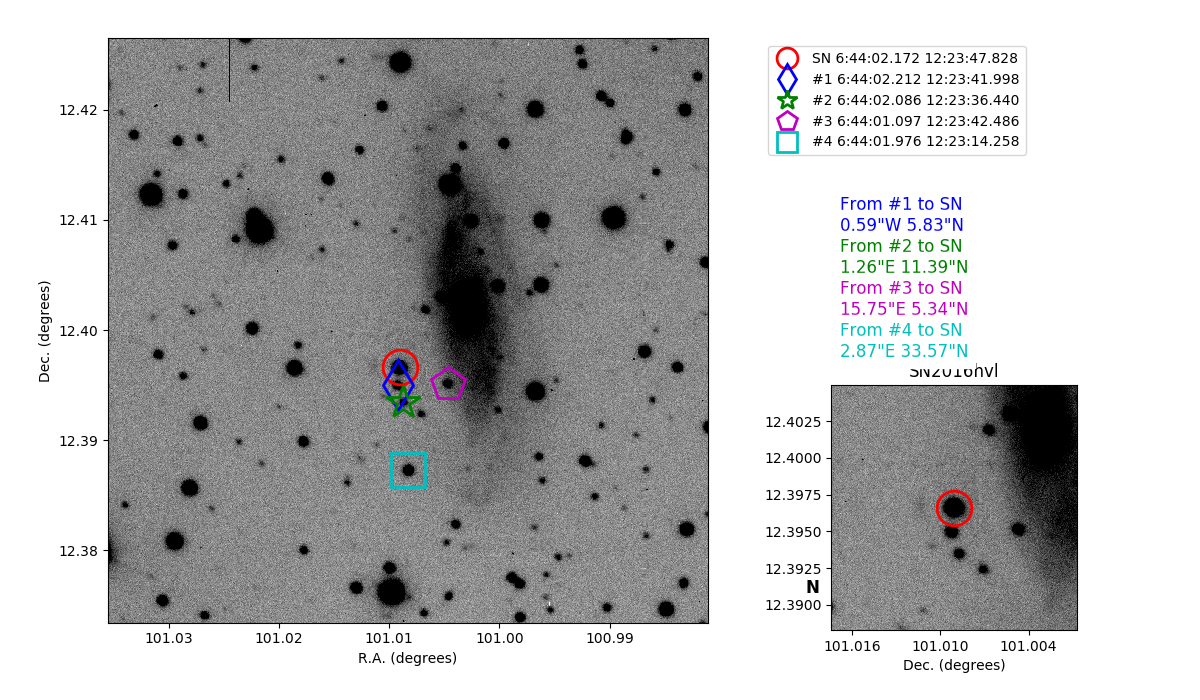 SN 6:44:02.172 12:23:47.828
#1 6:44:02.212 12:23:41.998
#2 6:44:02.086 12:23:36.440
#3 6:44:01.097 12:23:42.486
#4 6:44:01.976 12:23:14.258
From #1 to SN
0.59"W 5.83"N
From #2 to SN
1.26"E 11.39"N
From #3 to SN
15.75"E 5.34"N
From #4 to SN
2.87"E 33.57"N
12.42
12.41
12.40
12.39
12.38
Dec. (degrees)
101.03 101.02 101.01 101.00 100.99
R.A. (degrees)
SN2016hvl
12.4025
12.4000
12.3975
12.3950
12.3925
12.3900
N
101.016 101.010 101.004
Dec. (degrees)